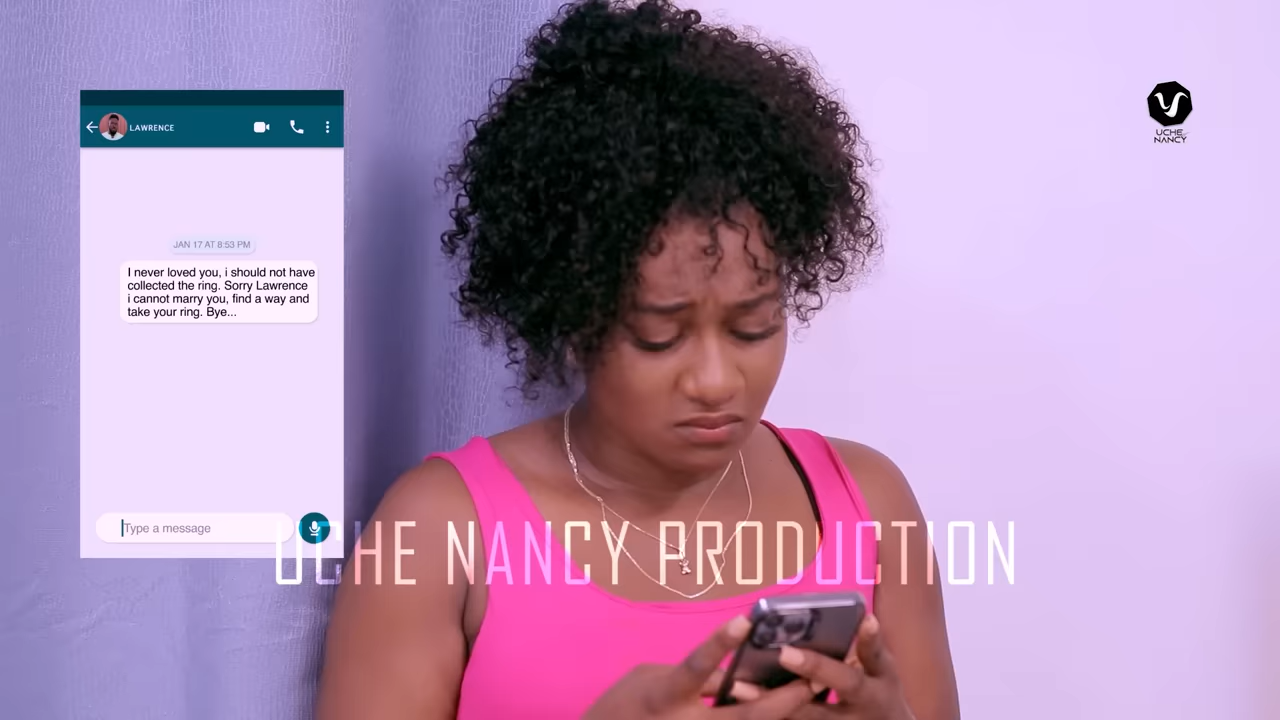 LAWRENCE
JAN 17 AT 8:53 PM
I never loved you, i should not have
collected the ring. Sorry Lawrence
i cannot marry you, find a way and
take your ring. Bye...
Type a message
UCHE NANCY PRODUCTION
UCHE
NANCY